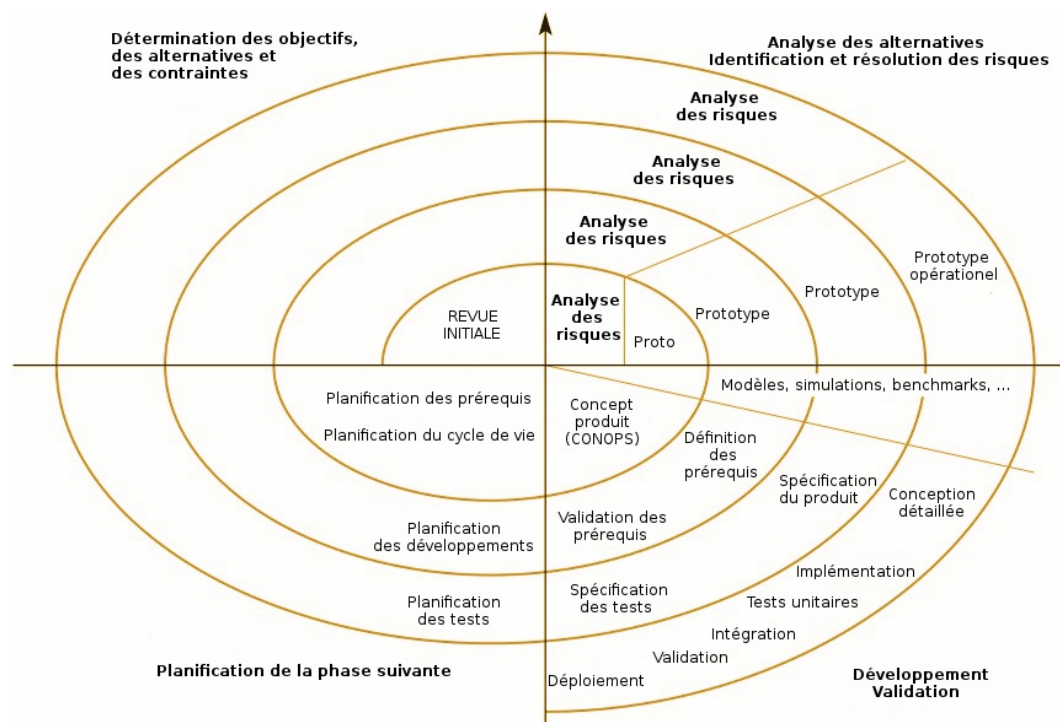 Détermination des objectifs,
des alternatives et
des contraintes
Analyse des alternatives
Identification et résolution des risques
Analyse
des risques
Analyse
des risques
Analyse
des risques
Analyse
des
risques
REVUE
INITIALE
Proto
Prototype
Prototype
Prototype
opérationel
Modèles, simulations, benchmarks, ...
Planification des prérequis
Planification du cycle de vie
Concept
produit
(CONOPS)
Définition
des
prérequis
Spécification
du produit
Conception
détaillée
Planification
des développements
Validation des
prérequis
Implémentation
Planification
des tests
Spécification
des tests
Tests unitaires
Intégration
Validation
Déploiement
Planification de la phase suivante
Développement
Validation